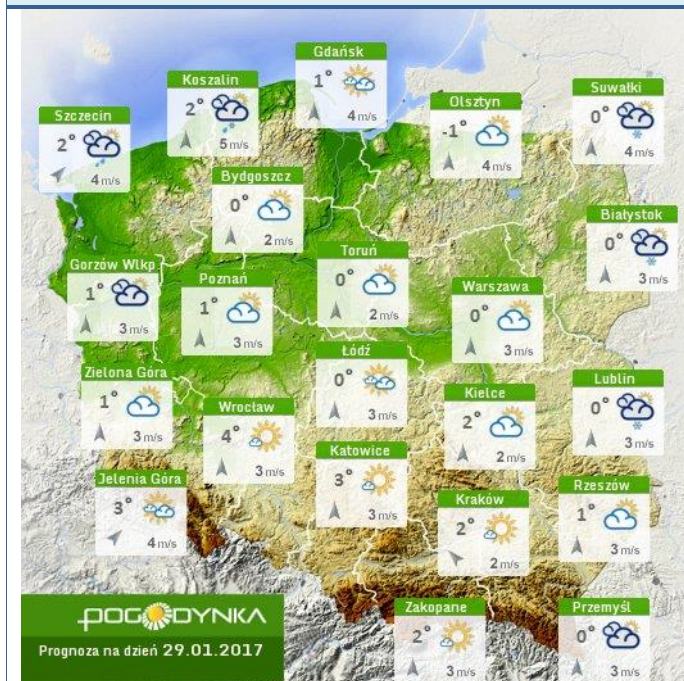 Gdańsk
1°
4 m/s
Koszalin
2°
5 m/s
Suwałki
0°
4 m/s
Olsztyn
-1°
4 m/s
Szczecin
2°
4 m/s
Bydgoszcz
0°
2 m/s
Białystok
0°
3 m/s
Toruń
0°
2 m/s
Gorzów Wlkp
1°
3 m/s
Poznań
1°
3 m/s
Warszawa
0°
3 m/s
Łódź
0°
3 m/s
Zielona Góra
1°
3 m/s
Lublin
0°
3 m/s
Kielce
2°
2 m/s
Wrocław
4°
3 m/s
Katowice
3°
3 m/s
Jelenia Góra
3°
4 m/s
Rzeszów
1°
3 m/s
Kraków
2°
2 m/s
Zakopane
2°
3 m/s
Przemyśl
0°
3 m/s
POGODYNKA
Prognoza na dzień 29.01.2017